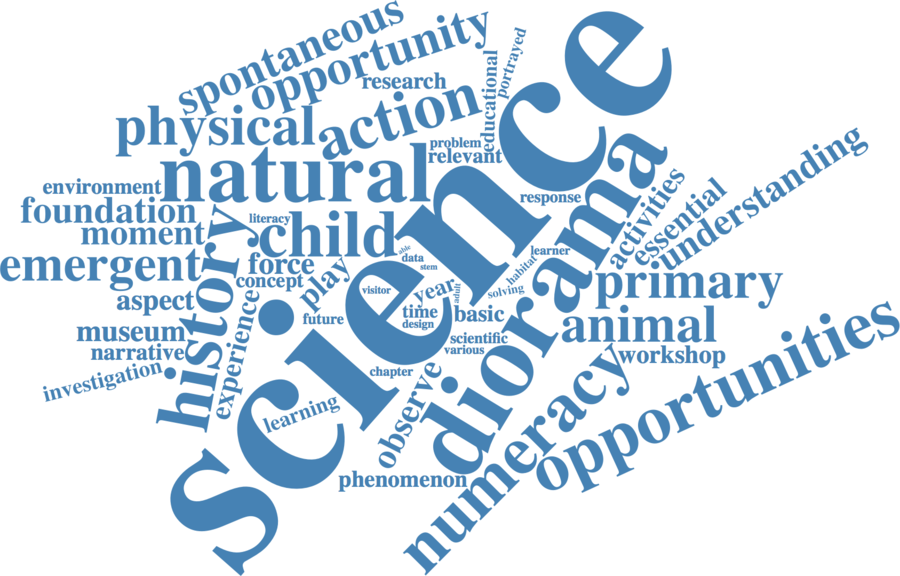 spontaneous
opportunity
research
educational
portrayed
physical
action
problem
relevant
science
natural
environment
foundation
moment
emergent
literacy
child
history
force
concept
play
able
data
stem
response
diorama
activities
essential
understanding
learner
habitat
solving
adult
visitor
year
time
design
basic
future
aspect
museum
narrative
investigation
experience
learning
scientific
various
chapter
observe
phenomenon
primary
animal
workshop
numeracy
opportunities